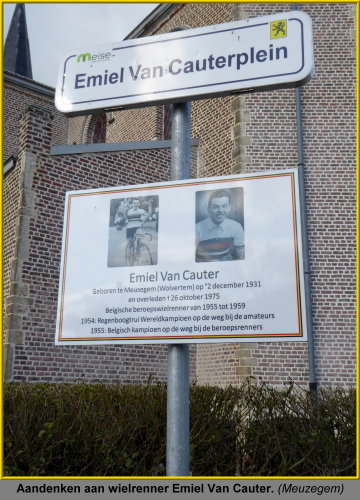 meise
Emiel Van Cauterplein
Emiel Van Cauter
Geboren te Meusegem (Wolvertem) op °2 december 1931
en overleden † 26 oktober 1975
Belgische beroepswielrenner van 1955 tot 1959
1954: Regenboogtrui Wereldkampioen op de weg bij de amateurs
1955: Belgisch kampioen op de weg bij de beroepsrenners
Aandenken aan wielrenner Emiel Van Cauter. (Meuzegem)